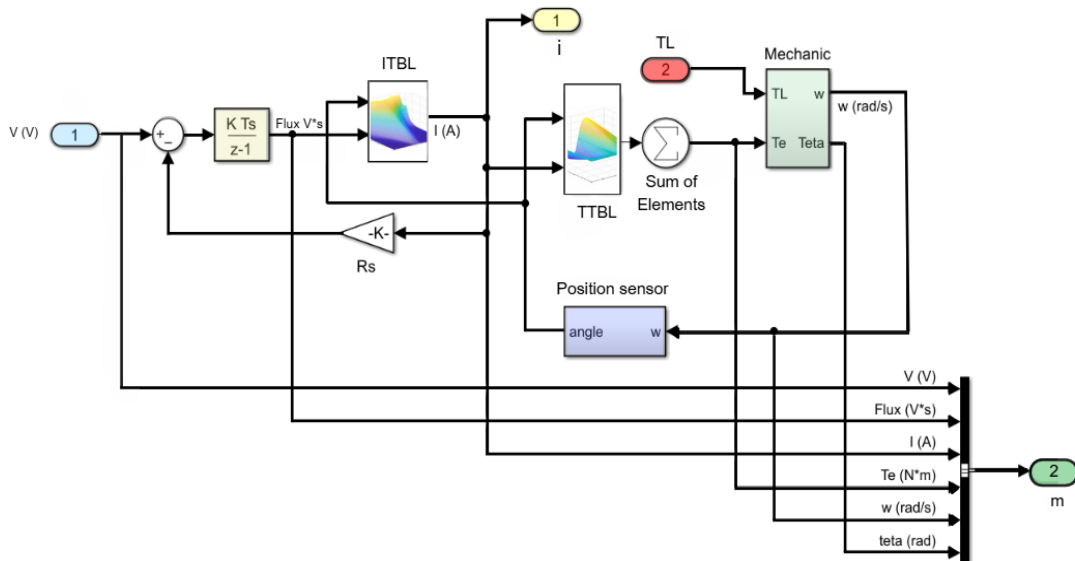 1
i
TL
2
Mechanic
ITBL
TL
w
w (rad/s)
Te
Teta
V (V)
1
+
−
K Ts
z-1
Flux V*s
I (A)
Σ
Sum of
Elements
TTBL
-K-
Rs
Position sensor
angle
w
V (V)
Flux (V*s)
I (A)
Te (N*m)
w (rad/s)
teta (rad)
2
m